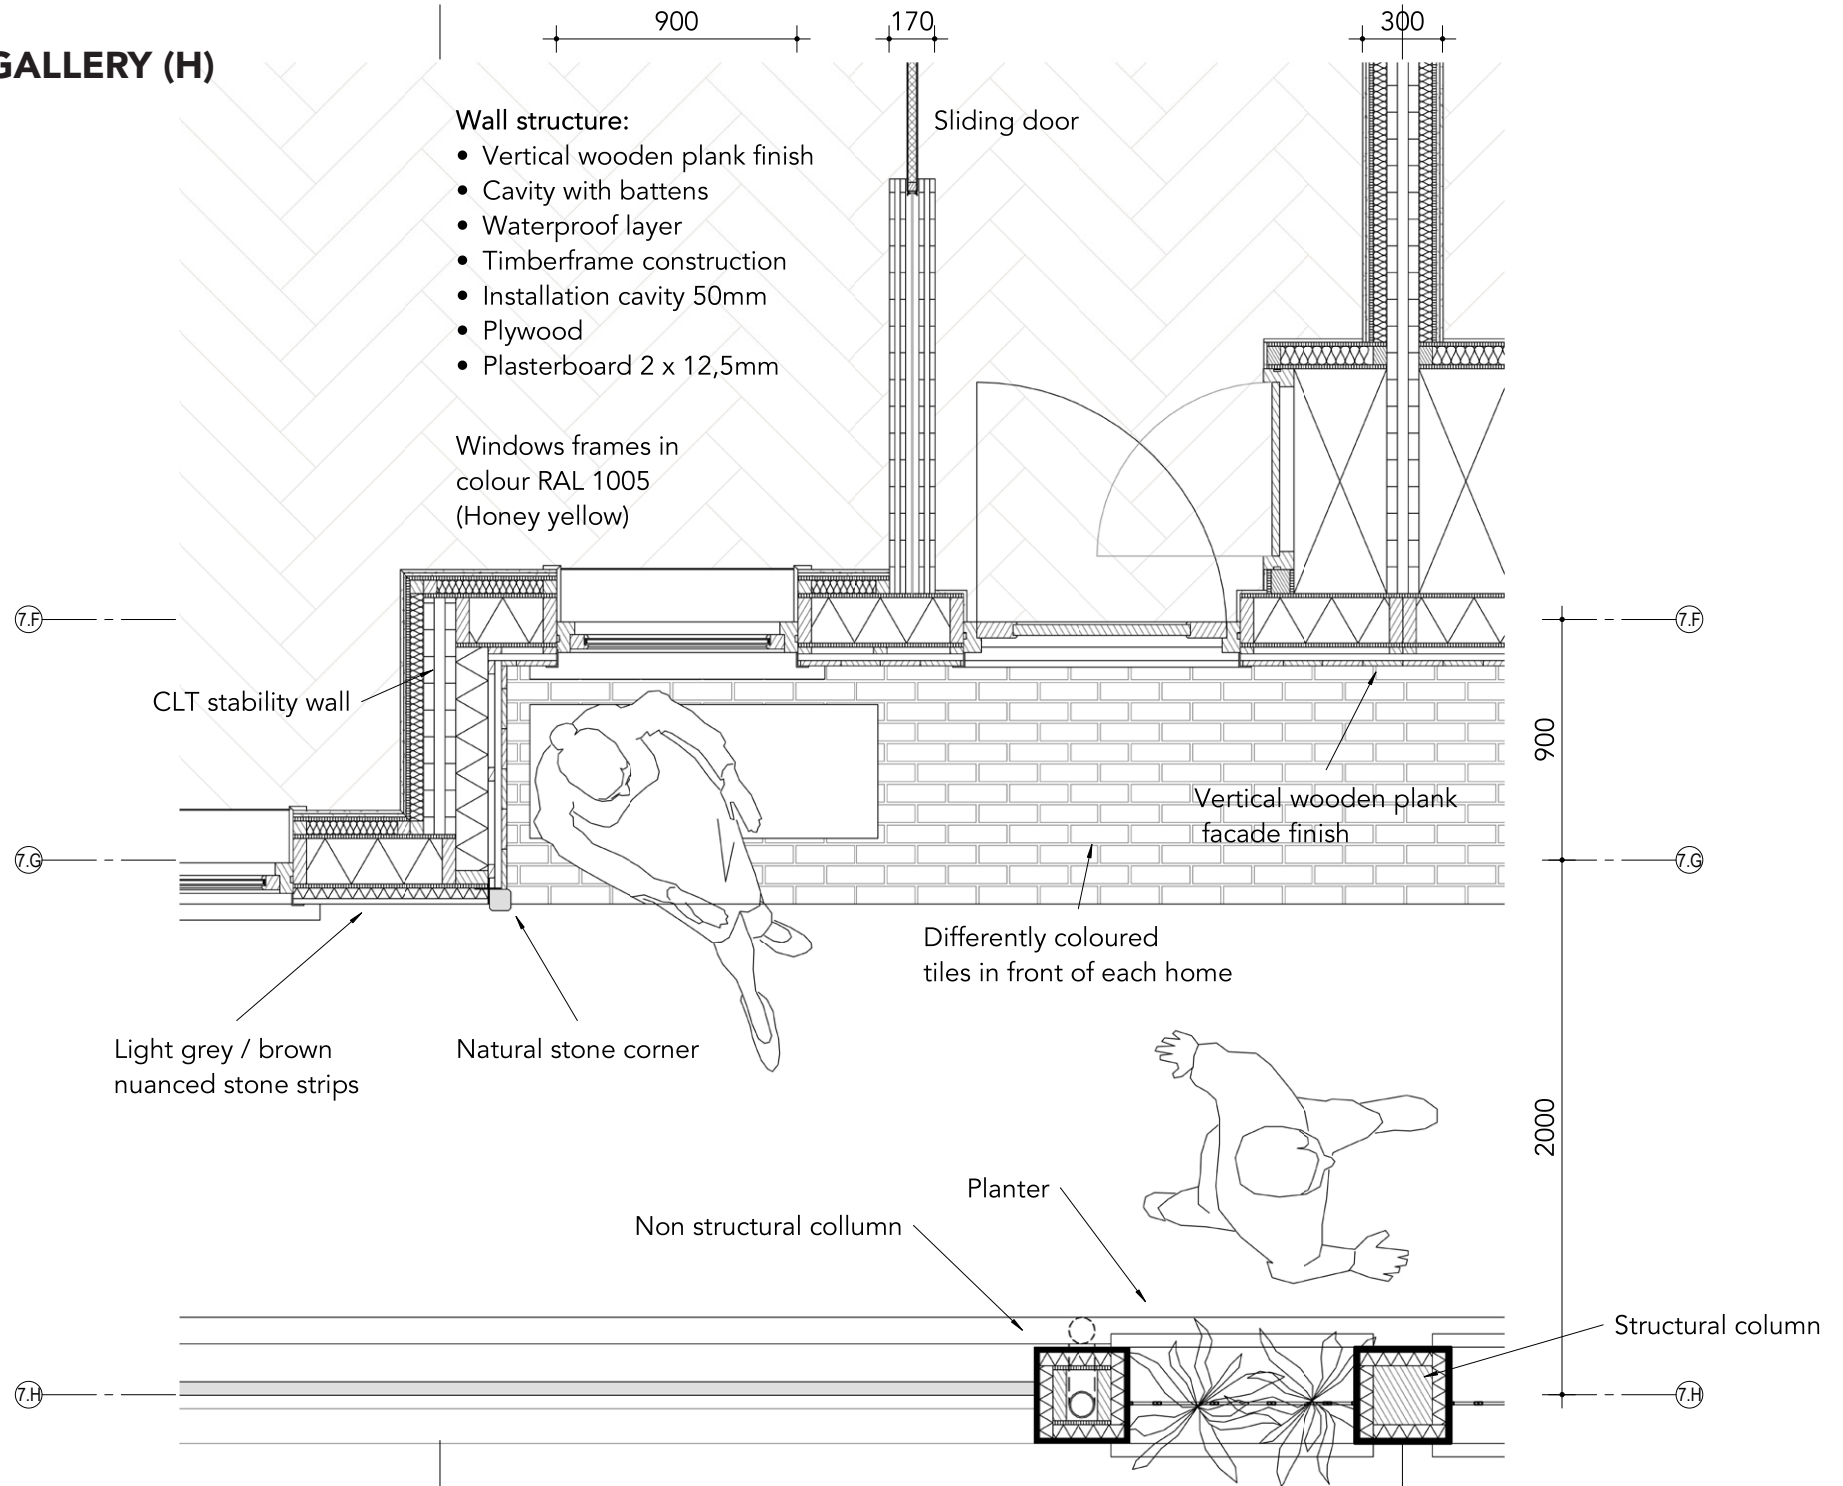 GALLERY (H)
900
170
300
Wall structure:
• Vertical wooden plank finish
• Cavity with battens
• Waterproof layer
• Timberframe construction
• Installation cavity 50mm
• Plywood
• Plasterboard 2 x 12,5mm
Sliding door
Windows frames in
colour RAL 1005
(Honey yellow)
7.F
7.F
CLT stability wall
900
Vertical wooden plank
facade finish
7.G
7.G
Differently coloured
tiles in front of each home
Light grey / brown
nuanced stone strips
Natural stone corner
2000
Planter
Non structural collumn
Structural column
7.H
7.H